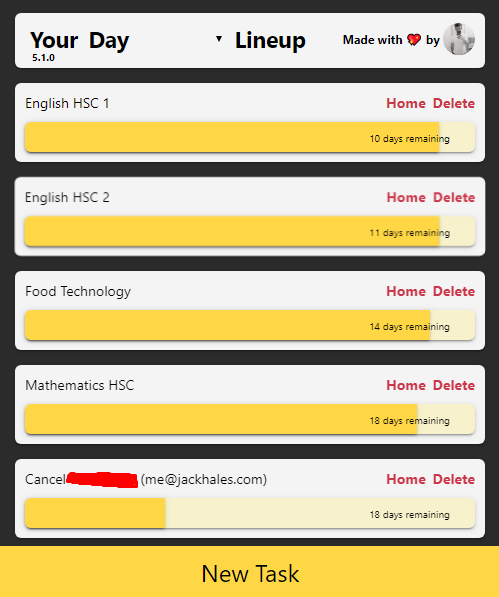 Your Day ▼ Lineup Made with ❤ by
5.1.0
English HSC 1 Home Delete
10 days remaining
English HSC 2 Home Delete
11 days remaining
Food Technology Home Delete
14 days remaining
Mathematics HSC Home Delete
18 days remaining
Cancel (me@jackhales.com) Home Delete
18 days remaining
New Task